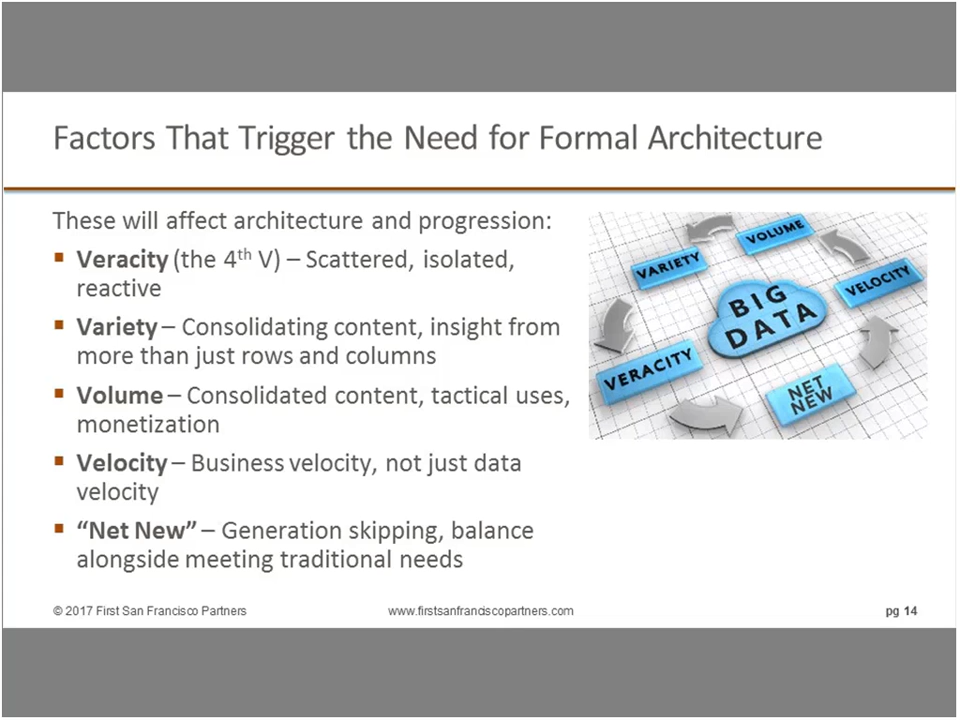 Factors That Trigger the Need for Formal Architecture
These will affect architecture and progression:
▪ Veracity (the 4th V) – Scattered, isolated,
reactive
▪ Variety – Consolidating content, insight from
more than just rows and columns
▪ Volume – Consolidated content, tactical uses,
monetization
▪ Velocity – Business velocity, not just data
velocity
▪ “Net New” – Generation skipping, balance
alongside meeting traditional needs
VOLUME
VARIETY
VELOCITY
BIG
DATA
VERACITY
NET
NEW
© 2017 First San Francisco Partners
www.firstsanfranciscopartners.com
pg 14